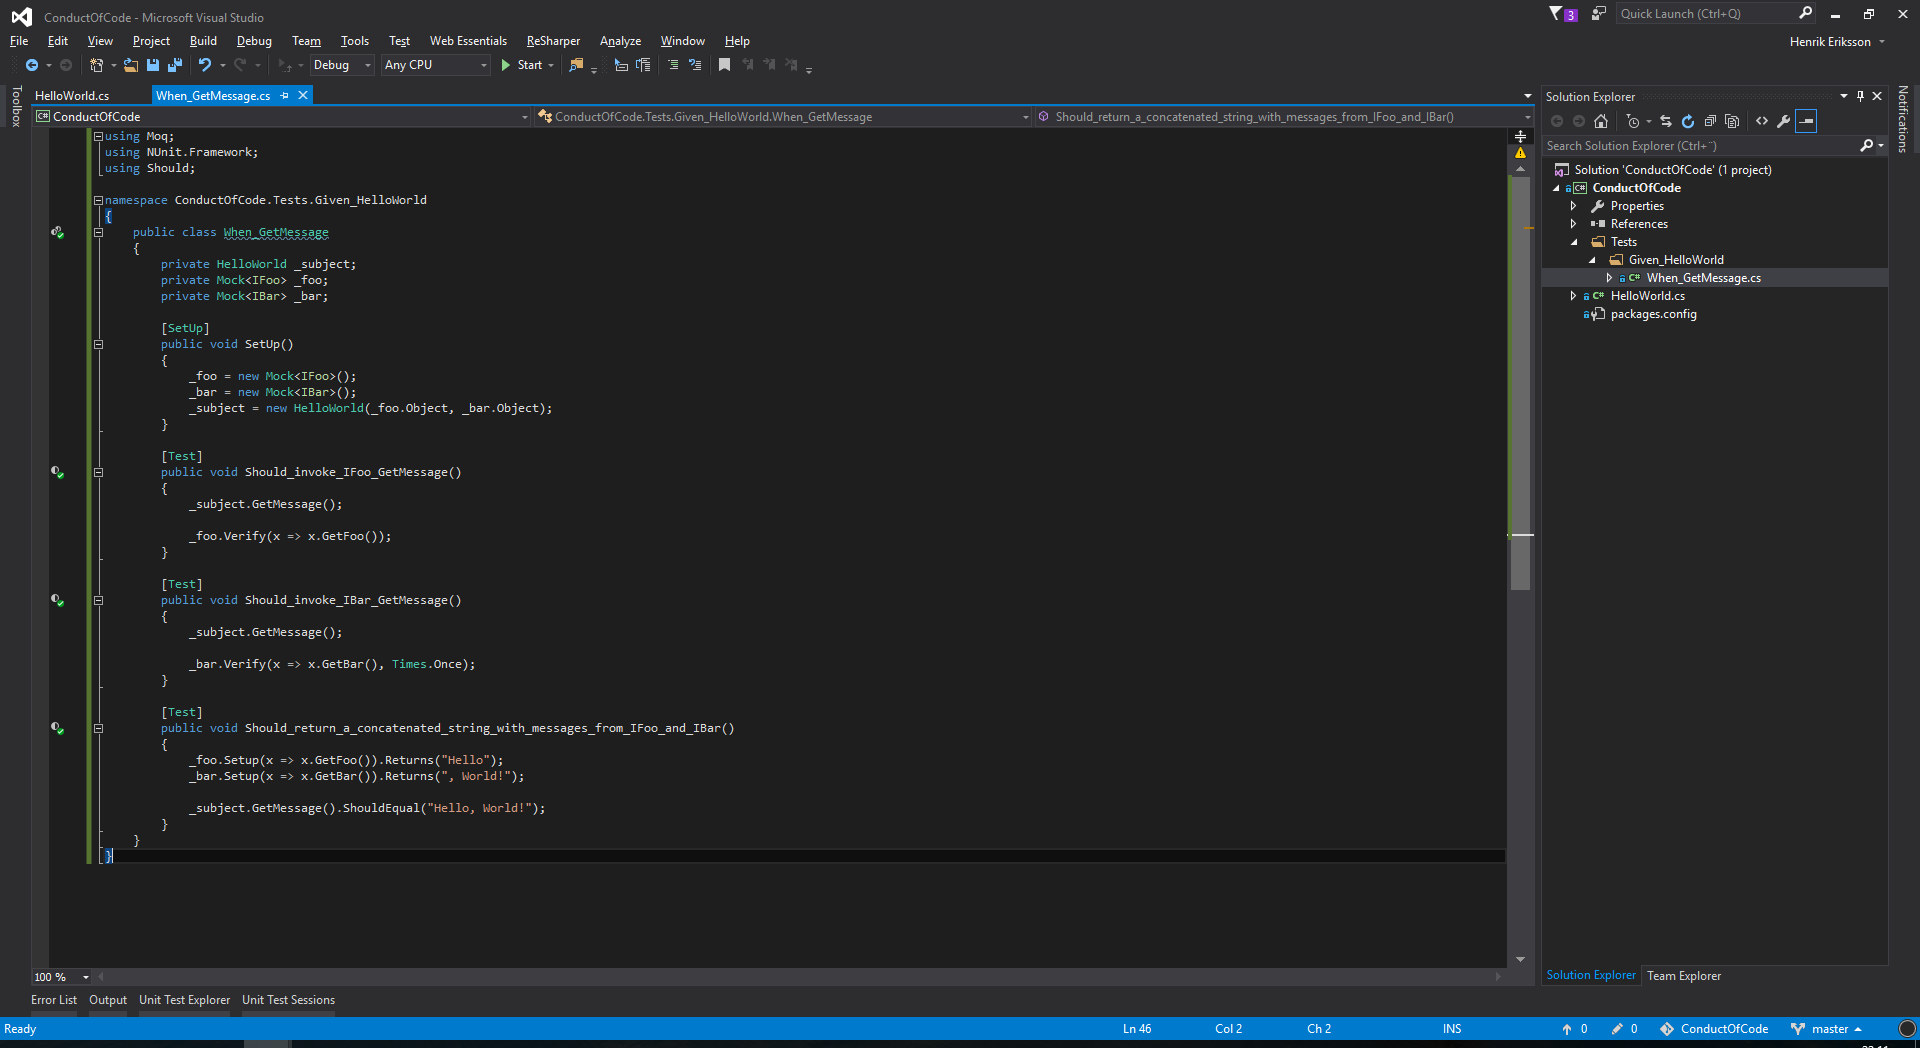 ConductOfCode - Microsoft Visual Studio
3
Quick Launch (Ctrl+Q)
File Edit View Project Build Debug Team Tools Test Web Essentials ReSharper Analyze Window Help
Henrik Eriksson
Debug Any CPU Start
Toolbox
HelloWorld.cs When_GetMessage.cs
ConductOfCode ConductOfCode.Tests.Given_HelloWorld.When_GetMessage Should_return_a_concatenated_string_with_messages_from_IFoo_and_IBar()
using Moq;
using NUnit.Framework;
using Should;
namespace ConductOfCode.Tests.Given_HelloWorld
{
public class When_GetMessage
{
private HelloWorld _subject;
private Mock<IFoo> _foo;
private Mock<IBar> _bar;
[SetUp]
public void SetUp()
{
_foo = new Mock<IFoo>();
_bar = new Mock<IBar>();
_subject = new HelloWorld(_foo.Object, _bar.Object);
}
[Test]
public void Should_invoke_IFoo_GetMessage()
{
_subject.GetMessage();
_foo.Verify(x => x.GetFoo());
}
[Test]
public void Should_invoke_IBar_GetMessage()
{
_subject.GetMessage();
_bar.Verify(x => x.GetBar(), Times.Once);
}
[Test]
public void Should_return_a_concatenated_string_with_messages_from_IFoo_and_IBar()
{
_foo.Setup(x => x.GetFoo()).Returns("Hello");
_bar.Setup(x => x.GetBar()).Returns(", World!");
_subject.GetMessage().ShouldEqual("Hello, World!");
}
}
}
100 %
Solution Explorer
Search Solution Explorer (Ctrl+¨)
Solution 'ConductOfCode' (1 project)
C# ConductOfCode
Properties
References
Tests
Given_HelloWorld
C# When_GetMessage.cs
C# HelloWorld.cs
packages.config
Solution Explorer Team Explorer
Notifications
Error List Output Unit Test Explorer Unit Test Sessions
Ready Ln 46 Col 2 Ch 2 INS 0 0 ConductOfCode master